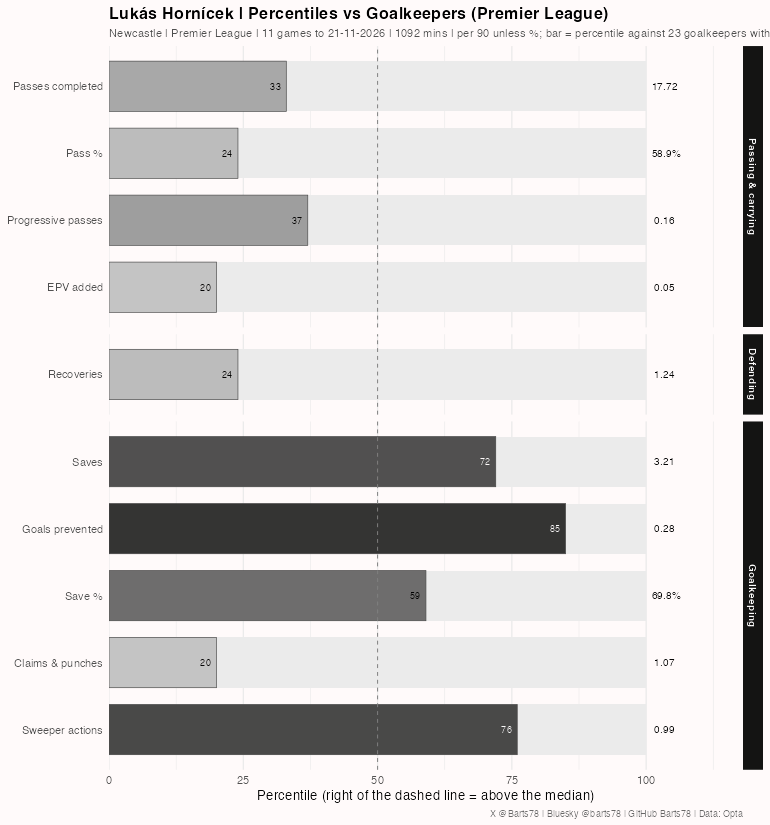 Lukás Hornícek | Percentiles vs Goalkeepers (Premier League)
Newcastle | Premier League | 11 games to 21-11-2026 | 1092 mins | per 90 unless %; bar = percentile against 23 goalkeepers with
Passing & carrying
Passes completed 33 17.72
Pass % 24 58.9%
Progressive passes 37 0.16
EPV added 20 0.05
Defending
Recoveries 24 1.24
Goalkeeping
Saves 72 3.21
Goals prevented 85 0.28
Save % 59 69.8%
Claims & punches 20 1.07
Sweeper actions 76 0.99
0 25 50 75 100
Percentile (right of the dashed line = above the median)
X @Barts78 | Bluesky @barts78 | GitHub Barts78 | Data: Opta